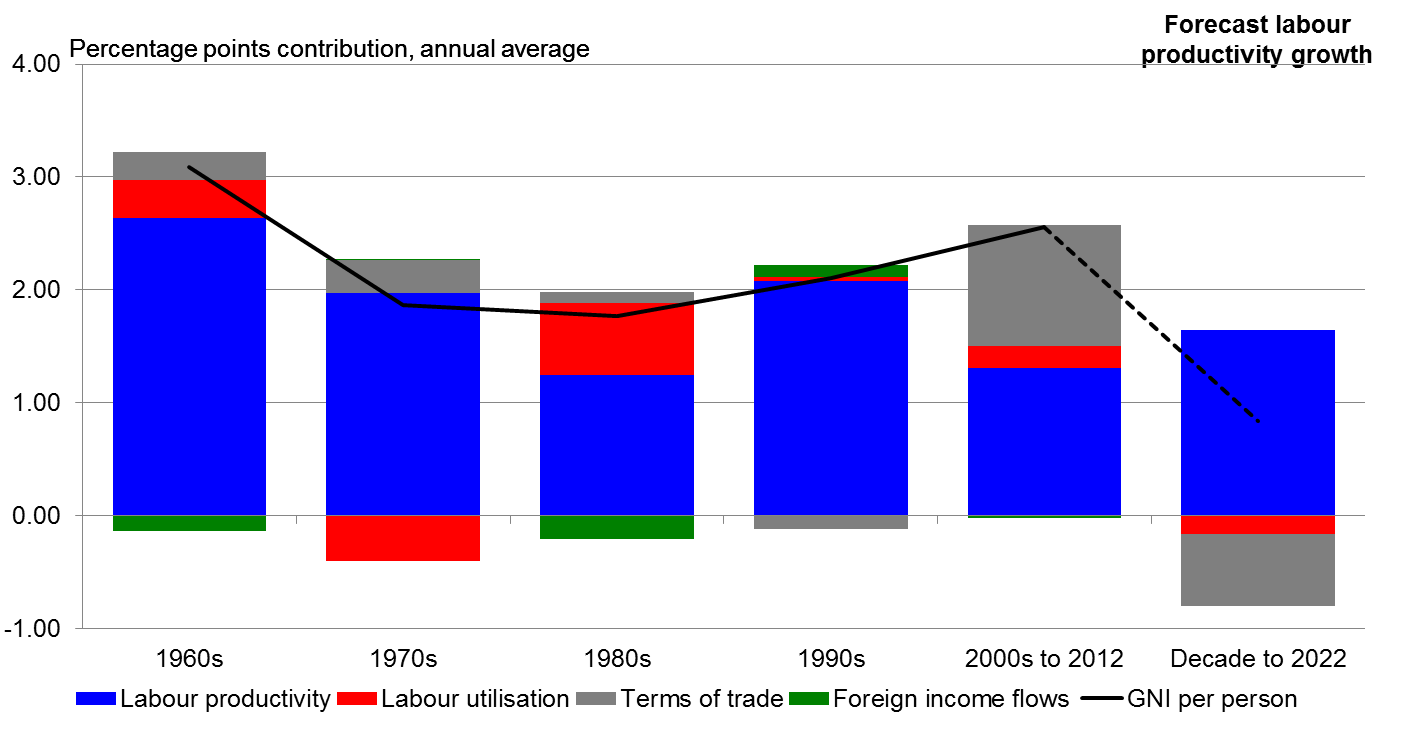 Forecast labour
productivity growth
Percentage points contribution, annual average
4.00
3.00
2.00
1.00
0.00
-1.00
1960s 1970s 1980s 1990s 2000s to 2012 Decade to 2022
Labour productivity Labour utilisation Terms of trade Foreign income flows GNI per person